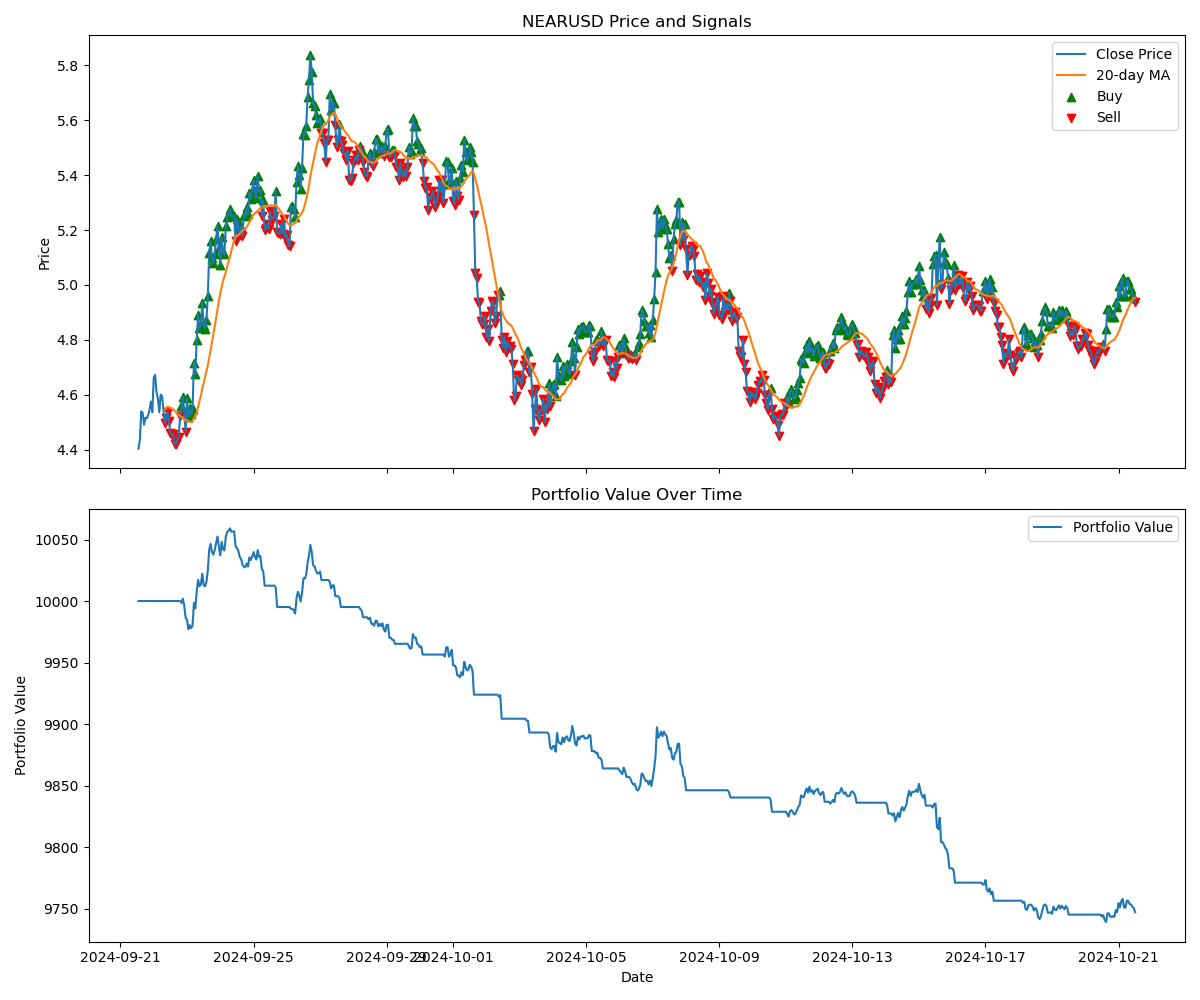 NEARUSD Price and Signals
Price
5.8
5.6
5.4
5.2
5.0
4.8
4.6
4.4
Close Price
20-day MA
Buy
Sell
Portfolio Value Over Time
Portfolio Value
10050
10000
9950
9900
9850
9800
9750
Portfolio Value
2024-09-21
2024-09-25
2024-09-29
2024-10-01
2024-10-05
2024-10-09
2024-10-13
2024-10-17
2024-10-21
Date